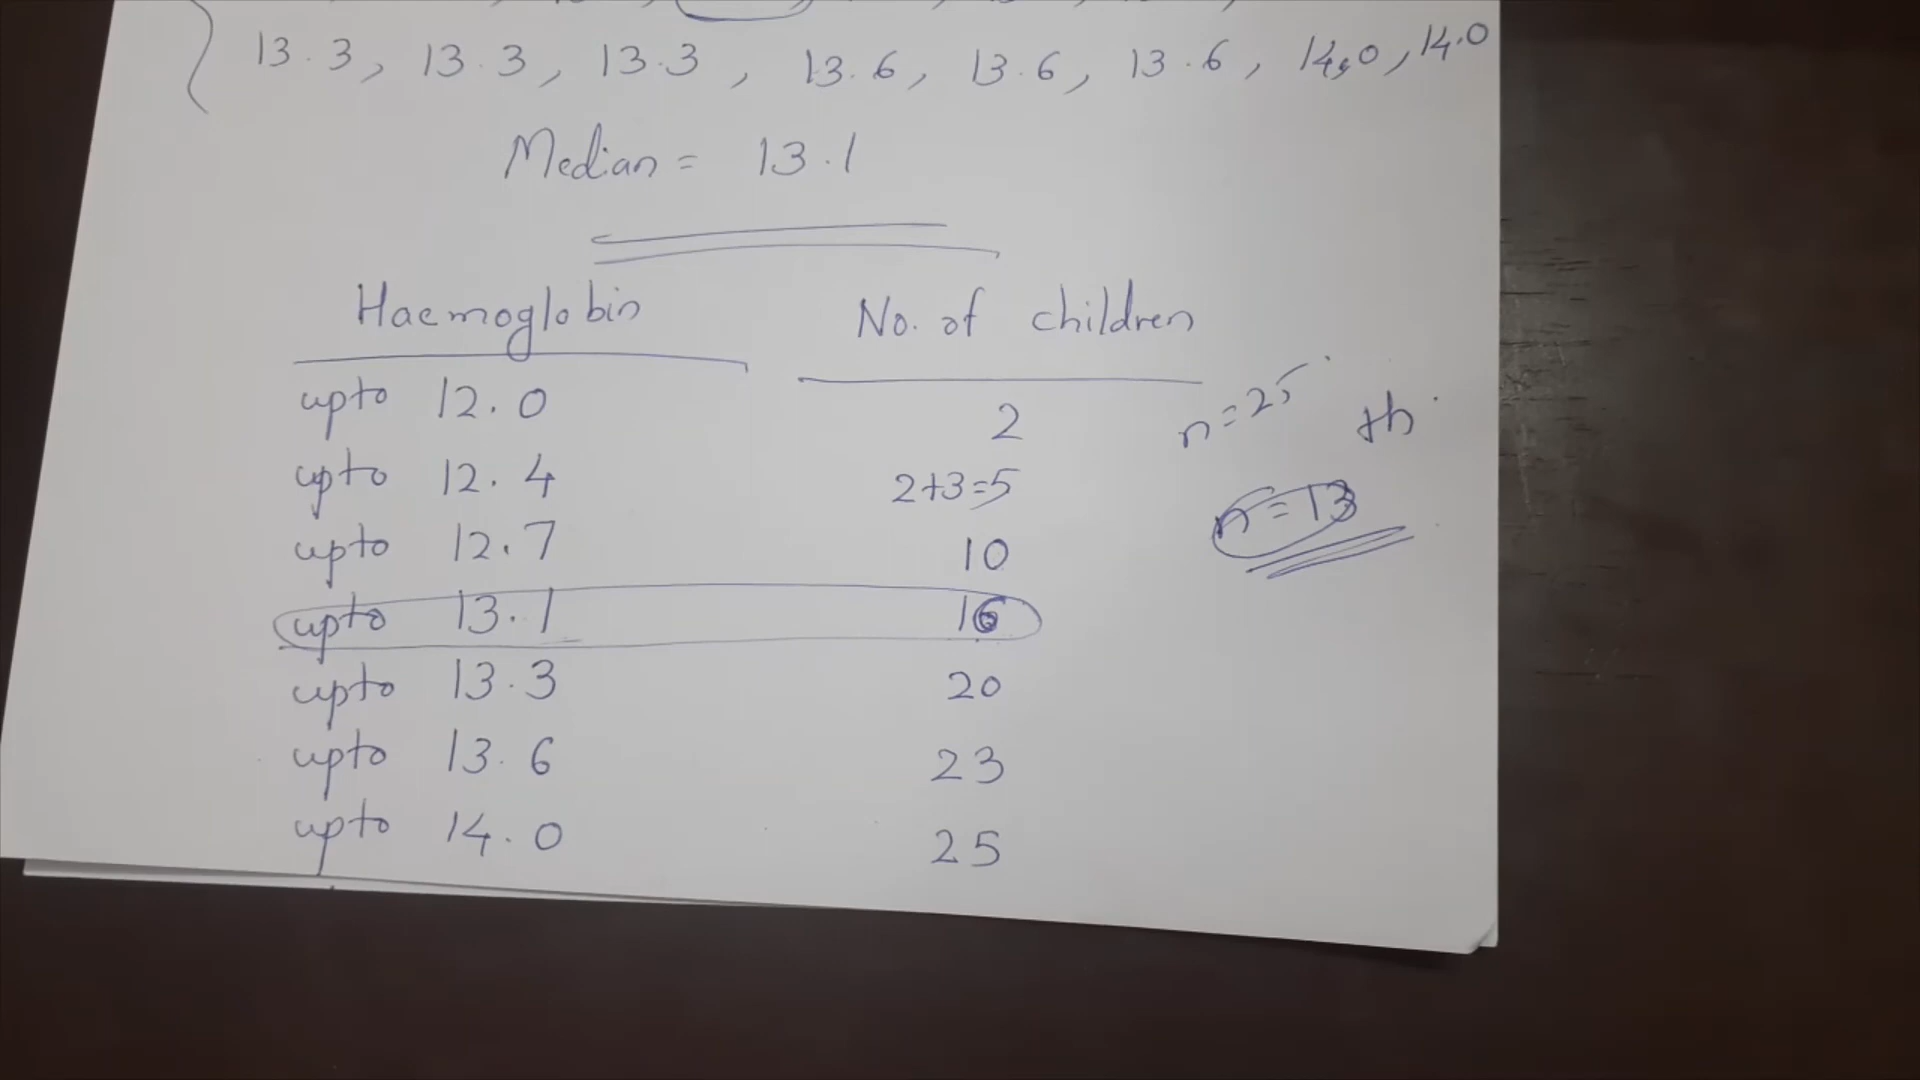 13.3, 13.3, 13.3, 13.6, 13.6, 13.6, 14.0, 14.0
Median = 13.1
Haemoglobin No. of children
upto 12.0 2
upto 12.4 2+3=5
upto 12.7 10
upto 13.1 16
upto 13.3 20
upto 13.6 23
upto 14.0 25
n=25
th
n=13